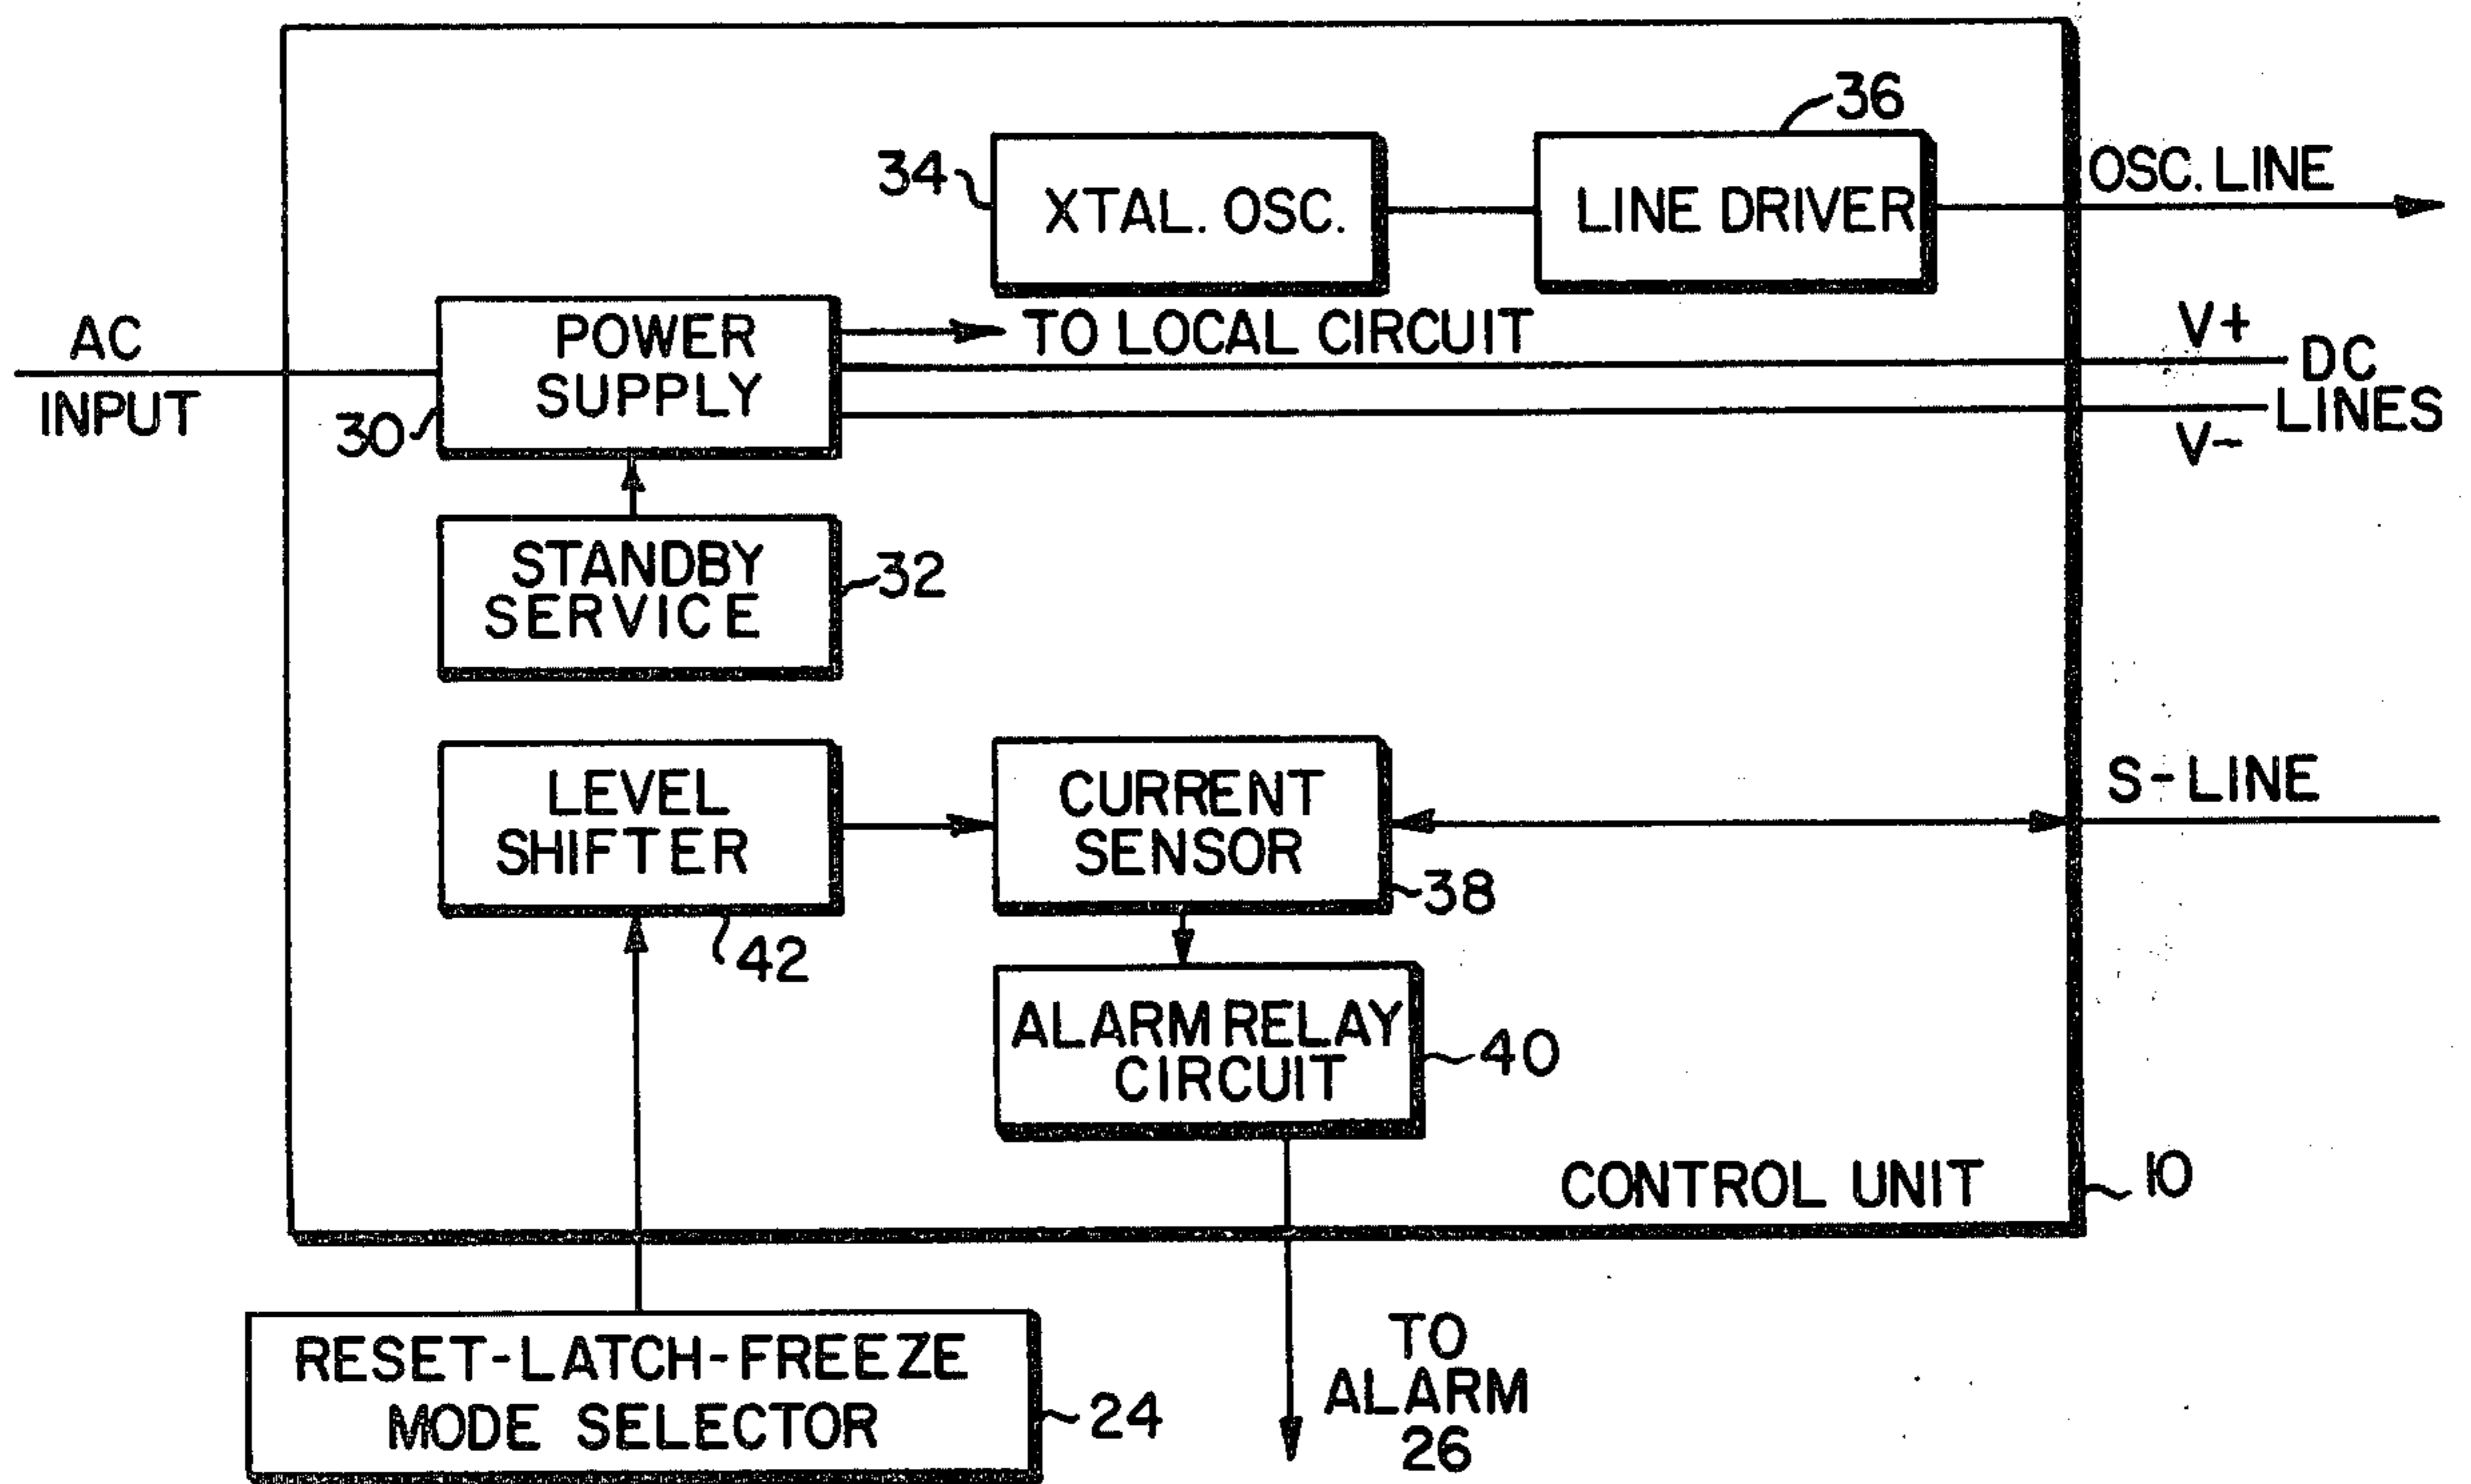 36
OSC. LINE
34
XTAL. OSC.
LINE DRIVER
AC
INPUT
POWER
SUPPLY
30
TO LOCAL CIRCUIT
V+
DC
LINES
V-
STANDBY
SERVICE
32
LEVEL
SHIFTER
42
CURRENT
SENSOR
38
S-LINE
ALARM RELAY
CIRCUIT
40
CONTROL UNIT
10
RESET-LATCH-FREEZE
MODE SELECTOR
24
TO
ALARM
26